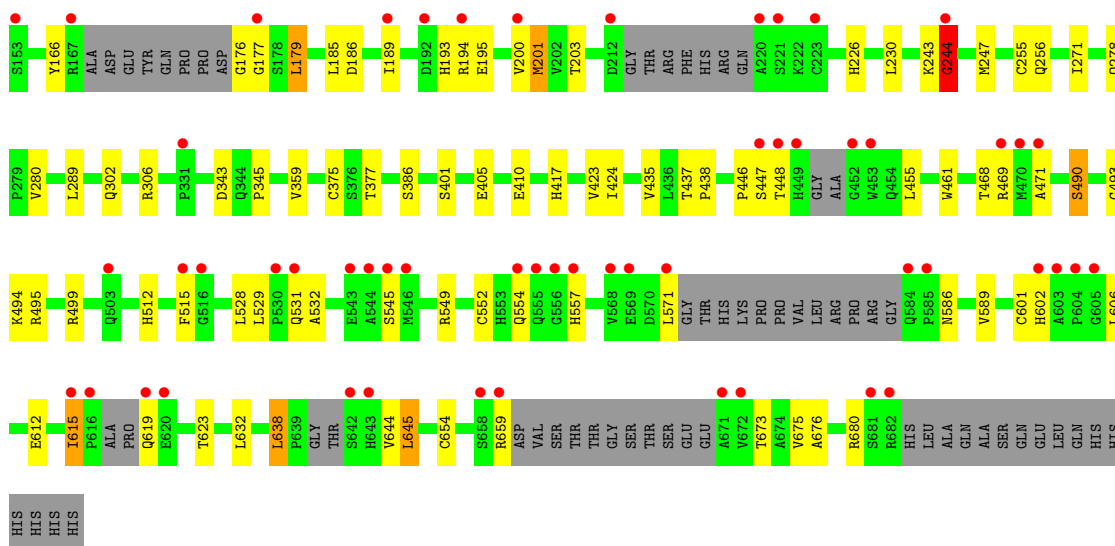 S153 Y166 R167 ALA ASP GLU TYR GLN PRO PRO ASP G176 G177 S178 L179 L185 D186 I189 D192 H193 R194 E195 V200 M201 V202 T203 D212 GLY THR ARG PHE HIS ARG GLN A220 S221 K222 C223 H226 L230 K243 G244 M247 C255 Q256 I271
P279 V280 L289 Q302 R306 P331 D343 Q344 P345 V359 C375 S376 T377 S386 S401 E405 E410 H417 V423 I424 V435 L436 T437 P438 P446 S447 T448 H449 GLY ALA G452 W453 Q454 L455 W461 T468 R469 M470 A471 S490
K494 R495 R499 Q503 H512 F515 G516 L528 L529 P530 Q531 A532 E543 A544 S545 M546 R549 C552 H553 Q554 Q555 G556 H557 V568 E569 D570 L571 GLY THR HIS LYS PRO PRO VAL LEU ARG PRO ARG GLY Q584 P585 N586 V589 C601 H602 A603 P604 G605 L606
E612 I615 P616 ALA PRO Q619 E620 T623 L632 L638 P639 GLY THR S642 H643 V644 L645 C654 S658 R659 ASP VAL SER THR THR GLY SER THR SER GLU GLU A671 V672 T673 A674 V675 A676 R680 S681 R682 HIS LEU ALA GLN ALA SER GLN GLU LEU GLN HIS HIS
HIS HIS HIS HIS